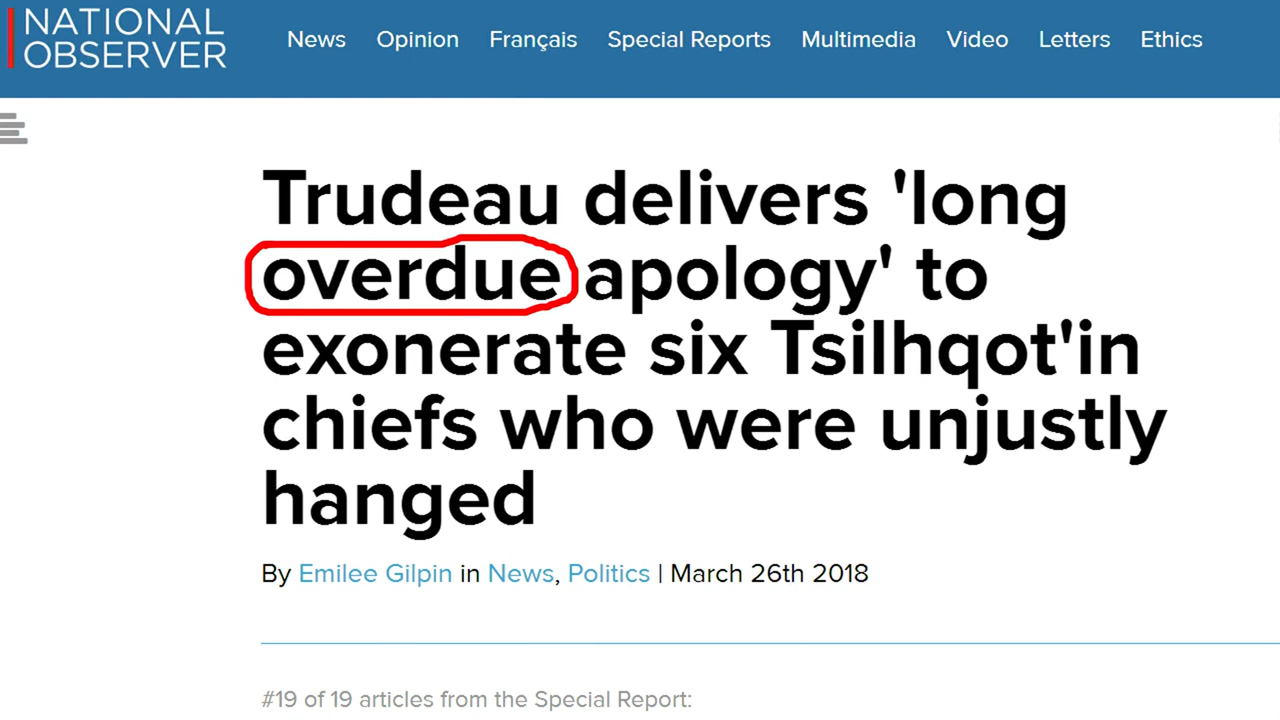 NATIONAL
OBSERVER
News Opinion Français Special Reports Multimedia Video Letters Ethics
Trudeau delivers 'long
overdue apology' to
exonerate six Tsilhqot'in
chiefs who were unjustly
hanged
By Emilee Gilpin in News, Politics | March 26th 2018
#19 of 19 articles from the Special Report: